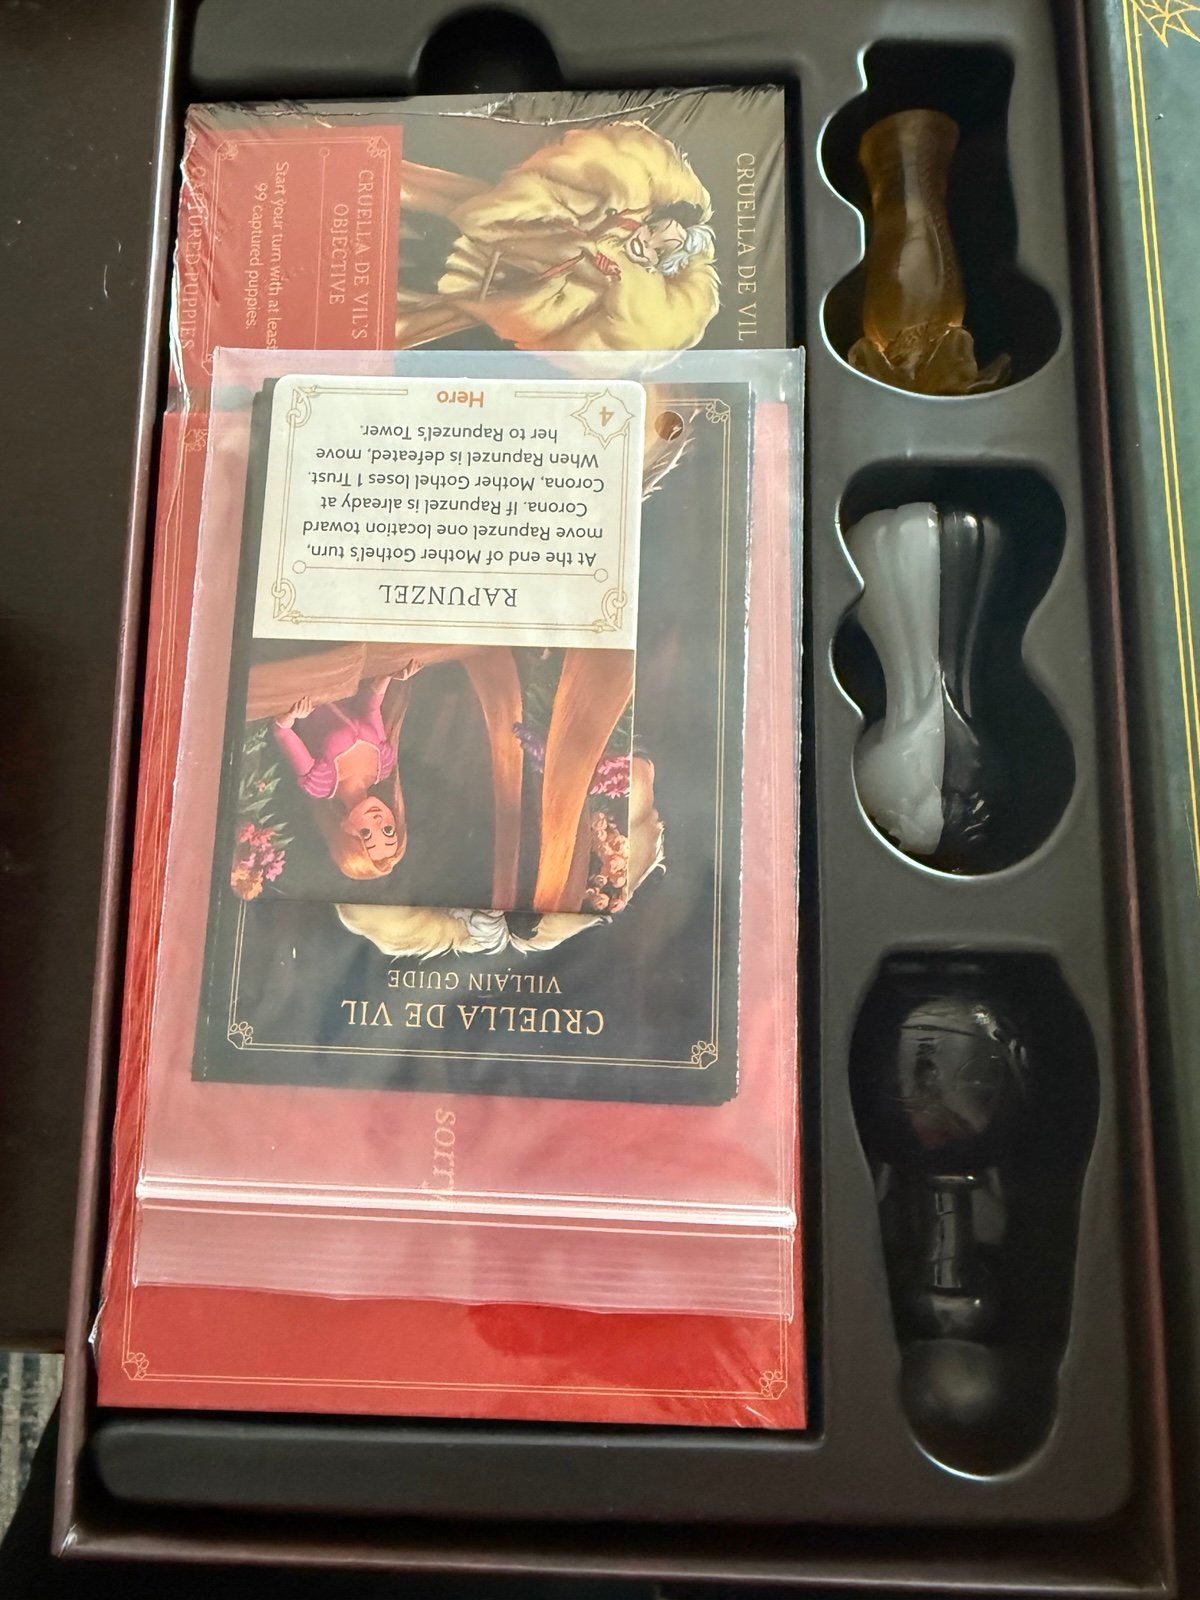 CRUELLA DE VIL
CRUELLA DE VIL'S
OBJECTIVE
Start your turn with at least
99 captured puppies.
CAPTURED PUPPIES
Hero
4
RAPUNZEL
At the end of Mother Gothel's turn,
move Rapunzel one location toward
Corona. If Rapunzel is already at
Corona, Mother Gothel loses 1 Trust.
When Rapunzel is defeated, move
her to Rapunzel's Tower.
CRUELLA DE VIL
VILLAIN GUIDE
sorry